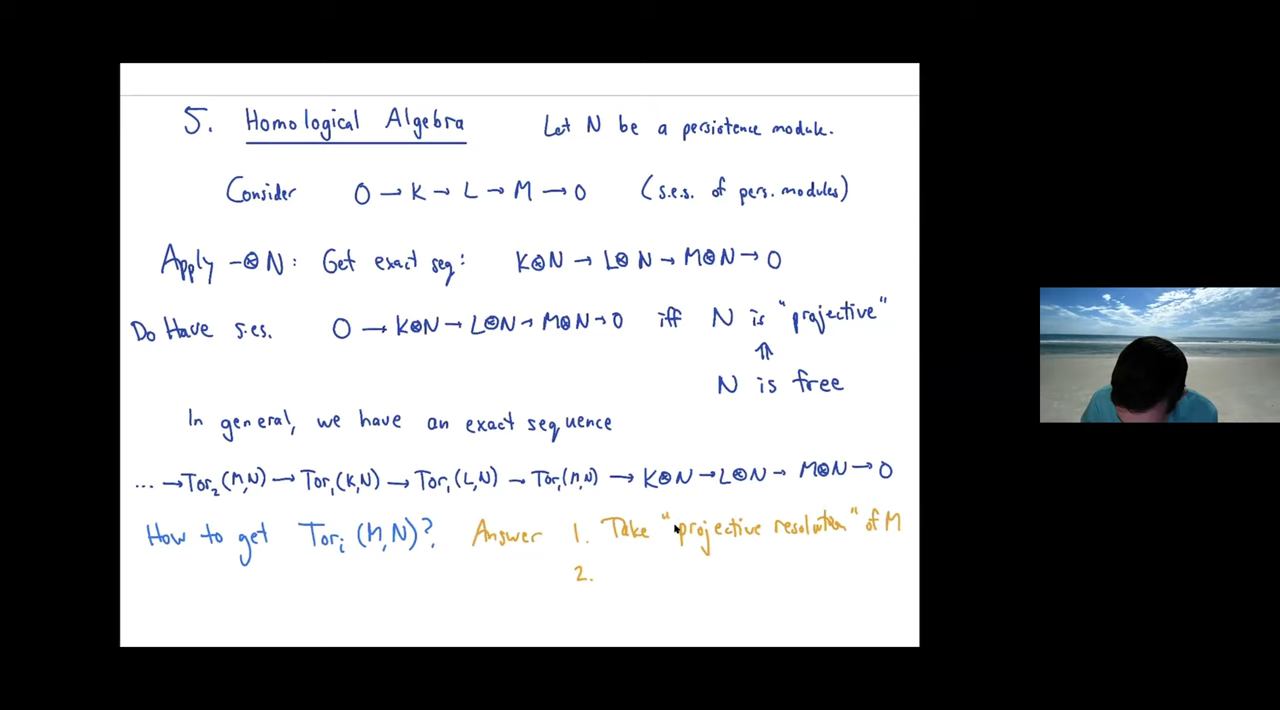 5. Homological Algebra Let N be a persistence module.
Consider 0 → K → L → M → 0 (s.e.s. of pers. modules)
Apply -⊗N: Get exact seq: K⊗N → L⊗N → M⊗N → 0
Do Have s.es. 0 → K⊗N → L⊗N → M⊗N → 0 iff N is "projective"
⇑
N is free
In general, we have an exact sequence
... → Tor₂(M,N) → Tor₁(K,N) → Tor₁(L,N) → Tor₁(M,N) → K⊗N → L⊗N → M⊗N → 0
How to get Torᵢ(M,N)? Answer 1. Take "projective resolution" of M
2.